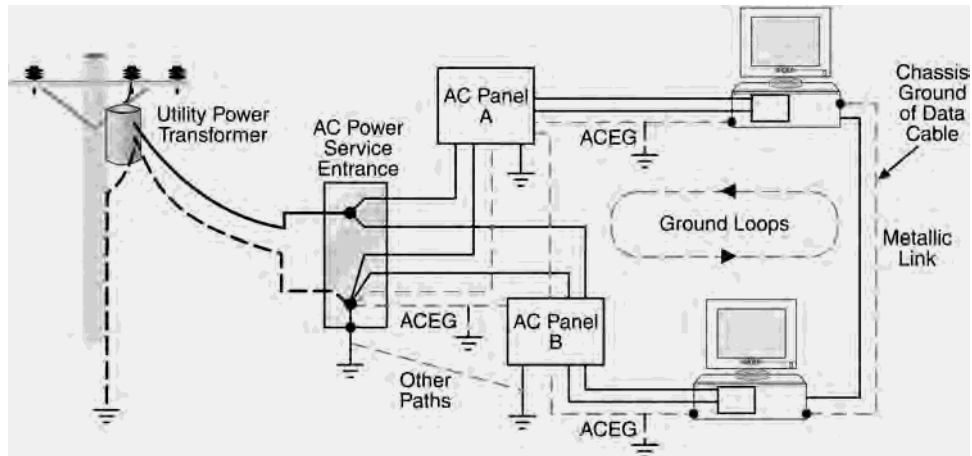 Utility Power
Transformer
AC Power
Service
Entrance
AC Panel
A
ACEG
Chassis
Ground
of Data
Cable
Ground Loops
Metallic
Link
ACEG
AC Panel
B
Other
Paths
ACEG